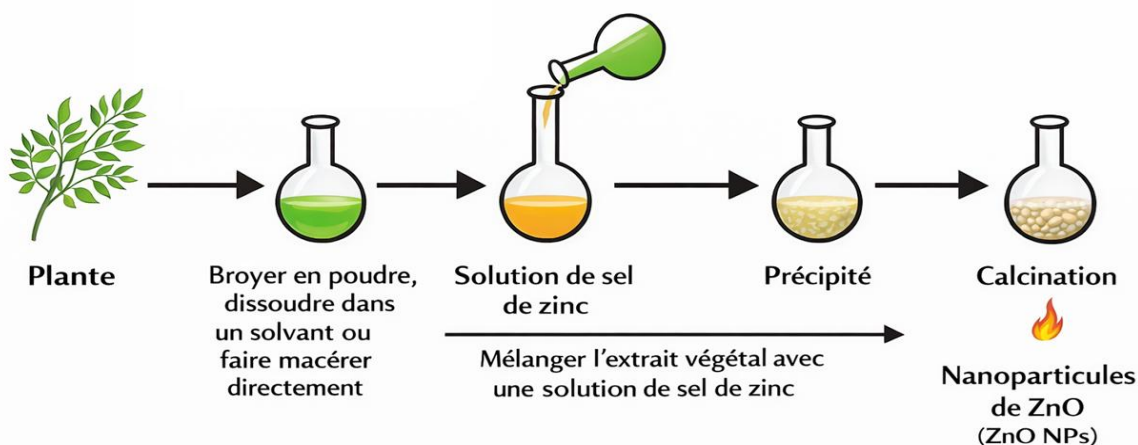 Plante
Broyer en poudre,
dissoudre dans
un solvant ou
faire macérer
directement
Solution de sel
de zinc
Mélanger l'extrait végétal avec
une solution de sel de zinc
Précipité
Calcination
Nanoparticules
de ZnO
(ZnO NPs)